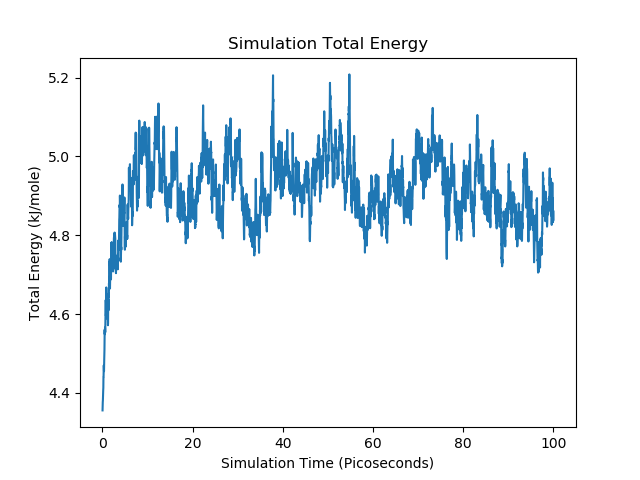 Simulation Total Energy
5.2
5.0
4.8
4.6
4.4
Total Energy (kJ/mole)
0 20 40 60 80 100
Simulation Time (Picoseconds)